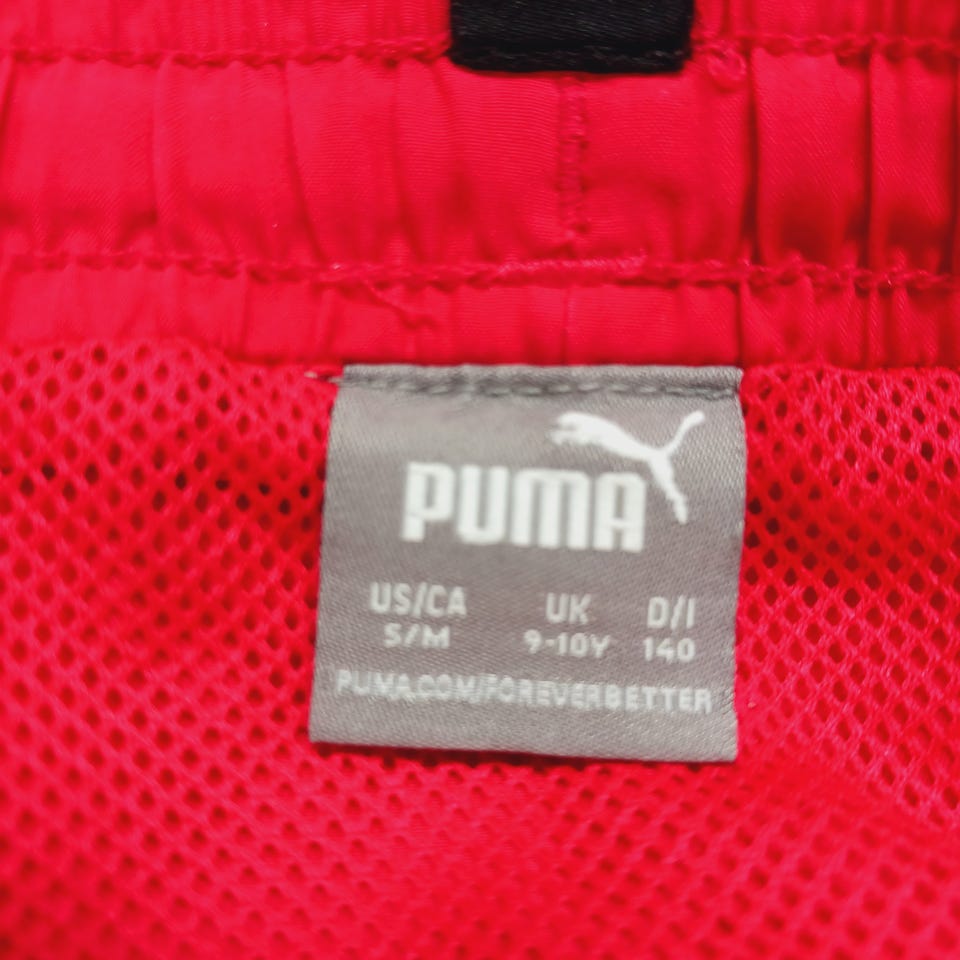 PUMA
US/CA UK D/I
S/M 9-10Y 140
PUMA.COM/FOREVERBETTER